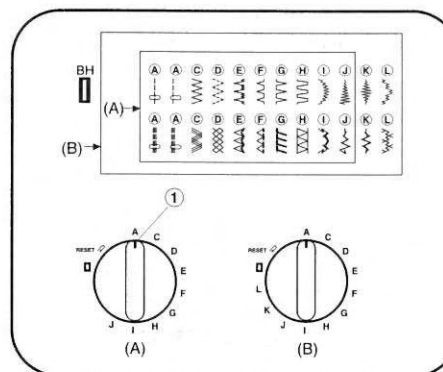 BH
A A C D E F G H I J K L
(A)
A A C D E F G H I J K L
(B)
1
A
RESET C
D
E
F
G
J I H
(A)
A
RESET C
D
L E
K F
J G
I H
(B)